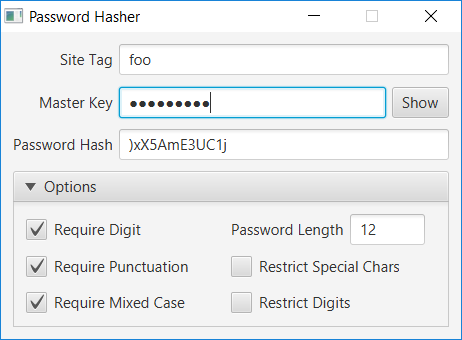 Password Hasher
Site Tag foo
Master Key ●●●●●●●●● Show
Password Hash )xX5AmE3UC1j
Options
Require Digit Password Length 12
Require Punctuation Restrict Special Chars
Require Mixed Case Restrict Digits